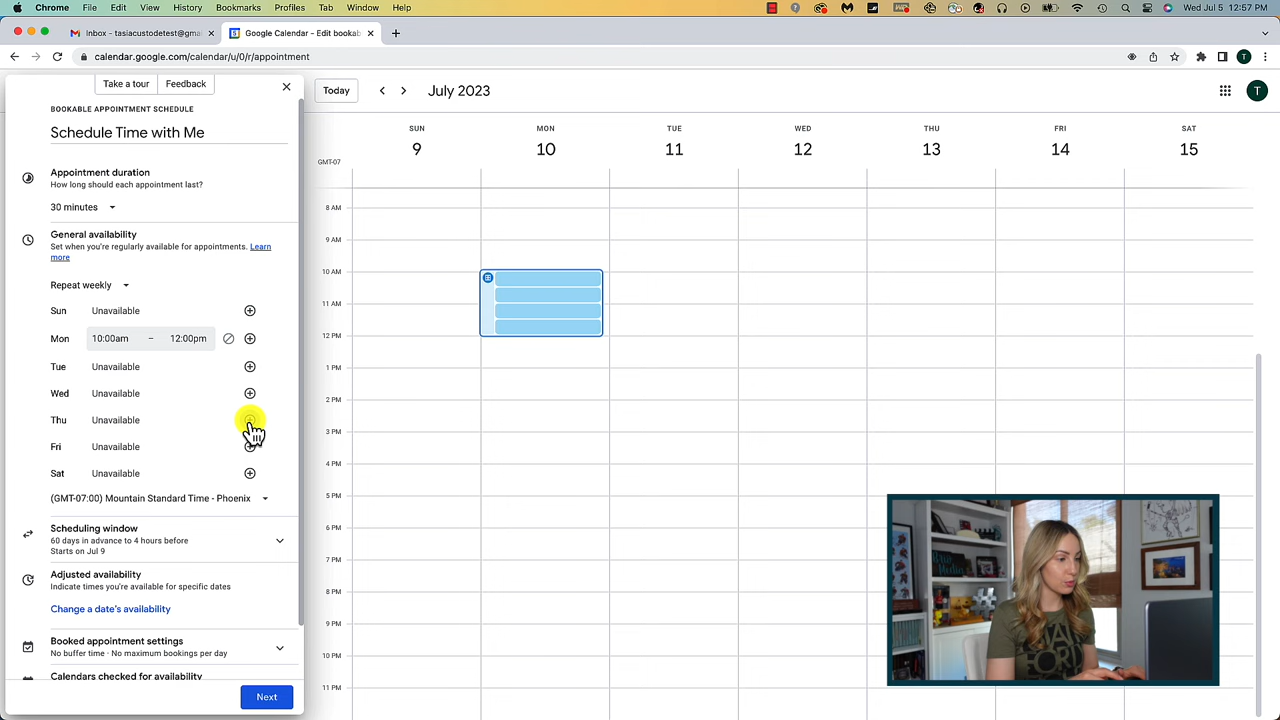 Chrome File Edit View History Bookmarks Profiles Tab Window Help Wed Jul 5 12:57 PM
Inbox – tasiacustodetest@gma
Google Calendar - Edit bookab
calendar.google.com/calendar/u/0/r/appointment
T
Take a tour
Feedback
BOOKABLE APPOINTMENT SCHEDULE
Schedule Time with Me
Appointment duration
How long should each appointment last?
30 minutes
General availability
Set when you're regularly available for appointments. Learn
more
Repeat weekly
Sun Unavailable
Mon 10:00am – 12:00pm
Tue Unavailable
Wed Unavailable
Thu Unavailable
Fri Unavailable
Sat Unavailable
(GMT-07:00) Mountain Standard Time - Phoenix
Scheduling window
60 days in advance to 4 hours before
Starts on Jul 9
Adjusted availability
Indicate times you're available for specific dates
Change a date's availability
Booked appointment settings
No buffer time · No maximum bookings per day
Calendars checked for availability
Next
Today
July 2023
T
SUN MON TUE WED THU FRI SAT
9 10 11 12 13 14 15
GMT-07
8 AM
9 AM
10 AM
11 AM
12 PM
1 PM
2 PM
3 PM
4 PM
5 PM
6 PM
7 PM
8 PM
9 PM
10 PM
11 PM